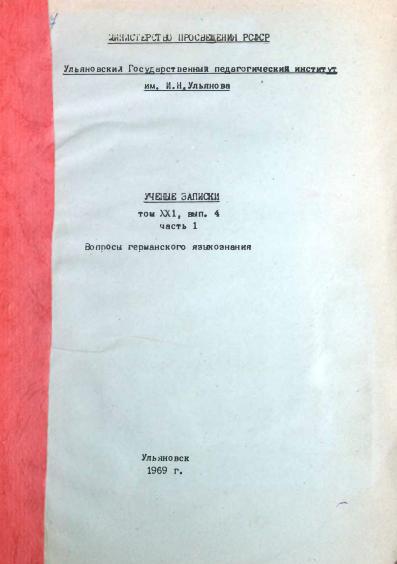 МИНИСТЕРСТВО ПРОСВЕЩЕНИЯ РСФСР
Ульяновский Государственный педагогический институт
им. И.Н.Ульянова
УЧЕНЫЕ ЗАПИСКИ
том XX1, вып. 4
часть 1
Вопросы германского языкознания
Ульяновск
1969 г.